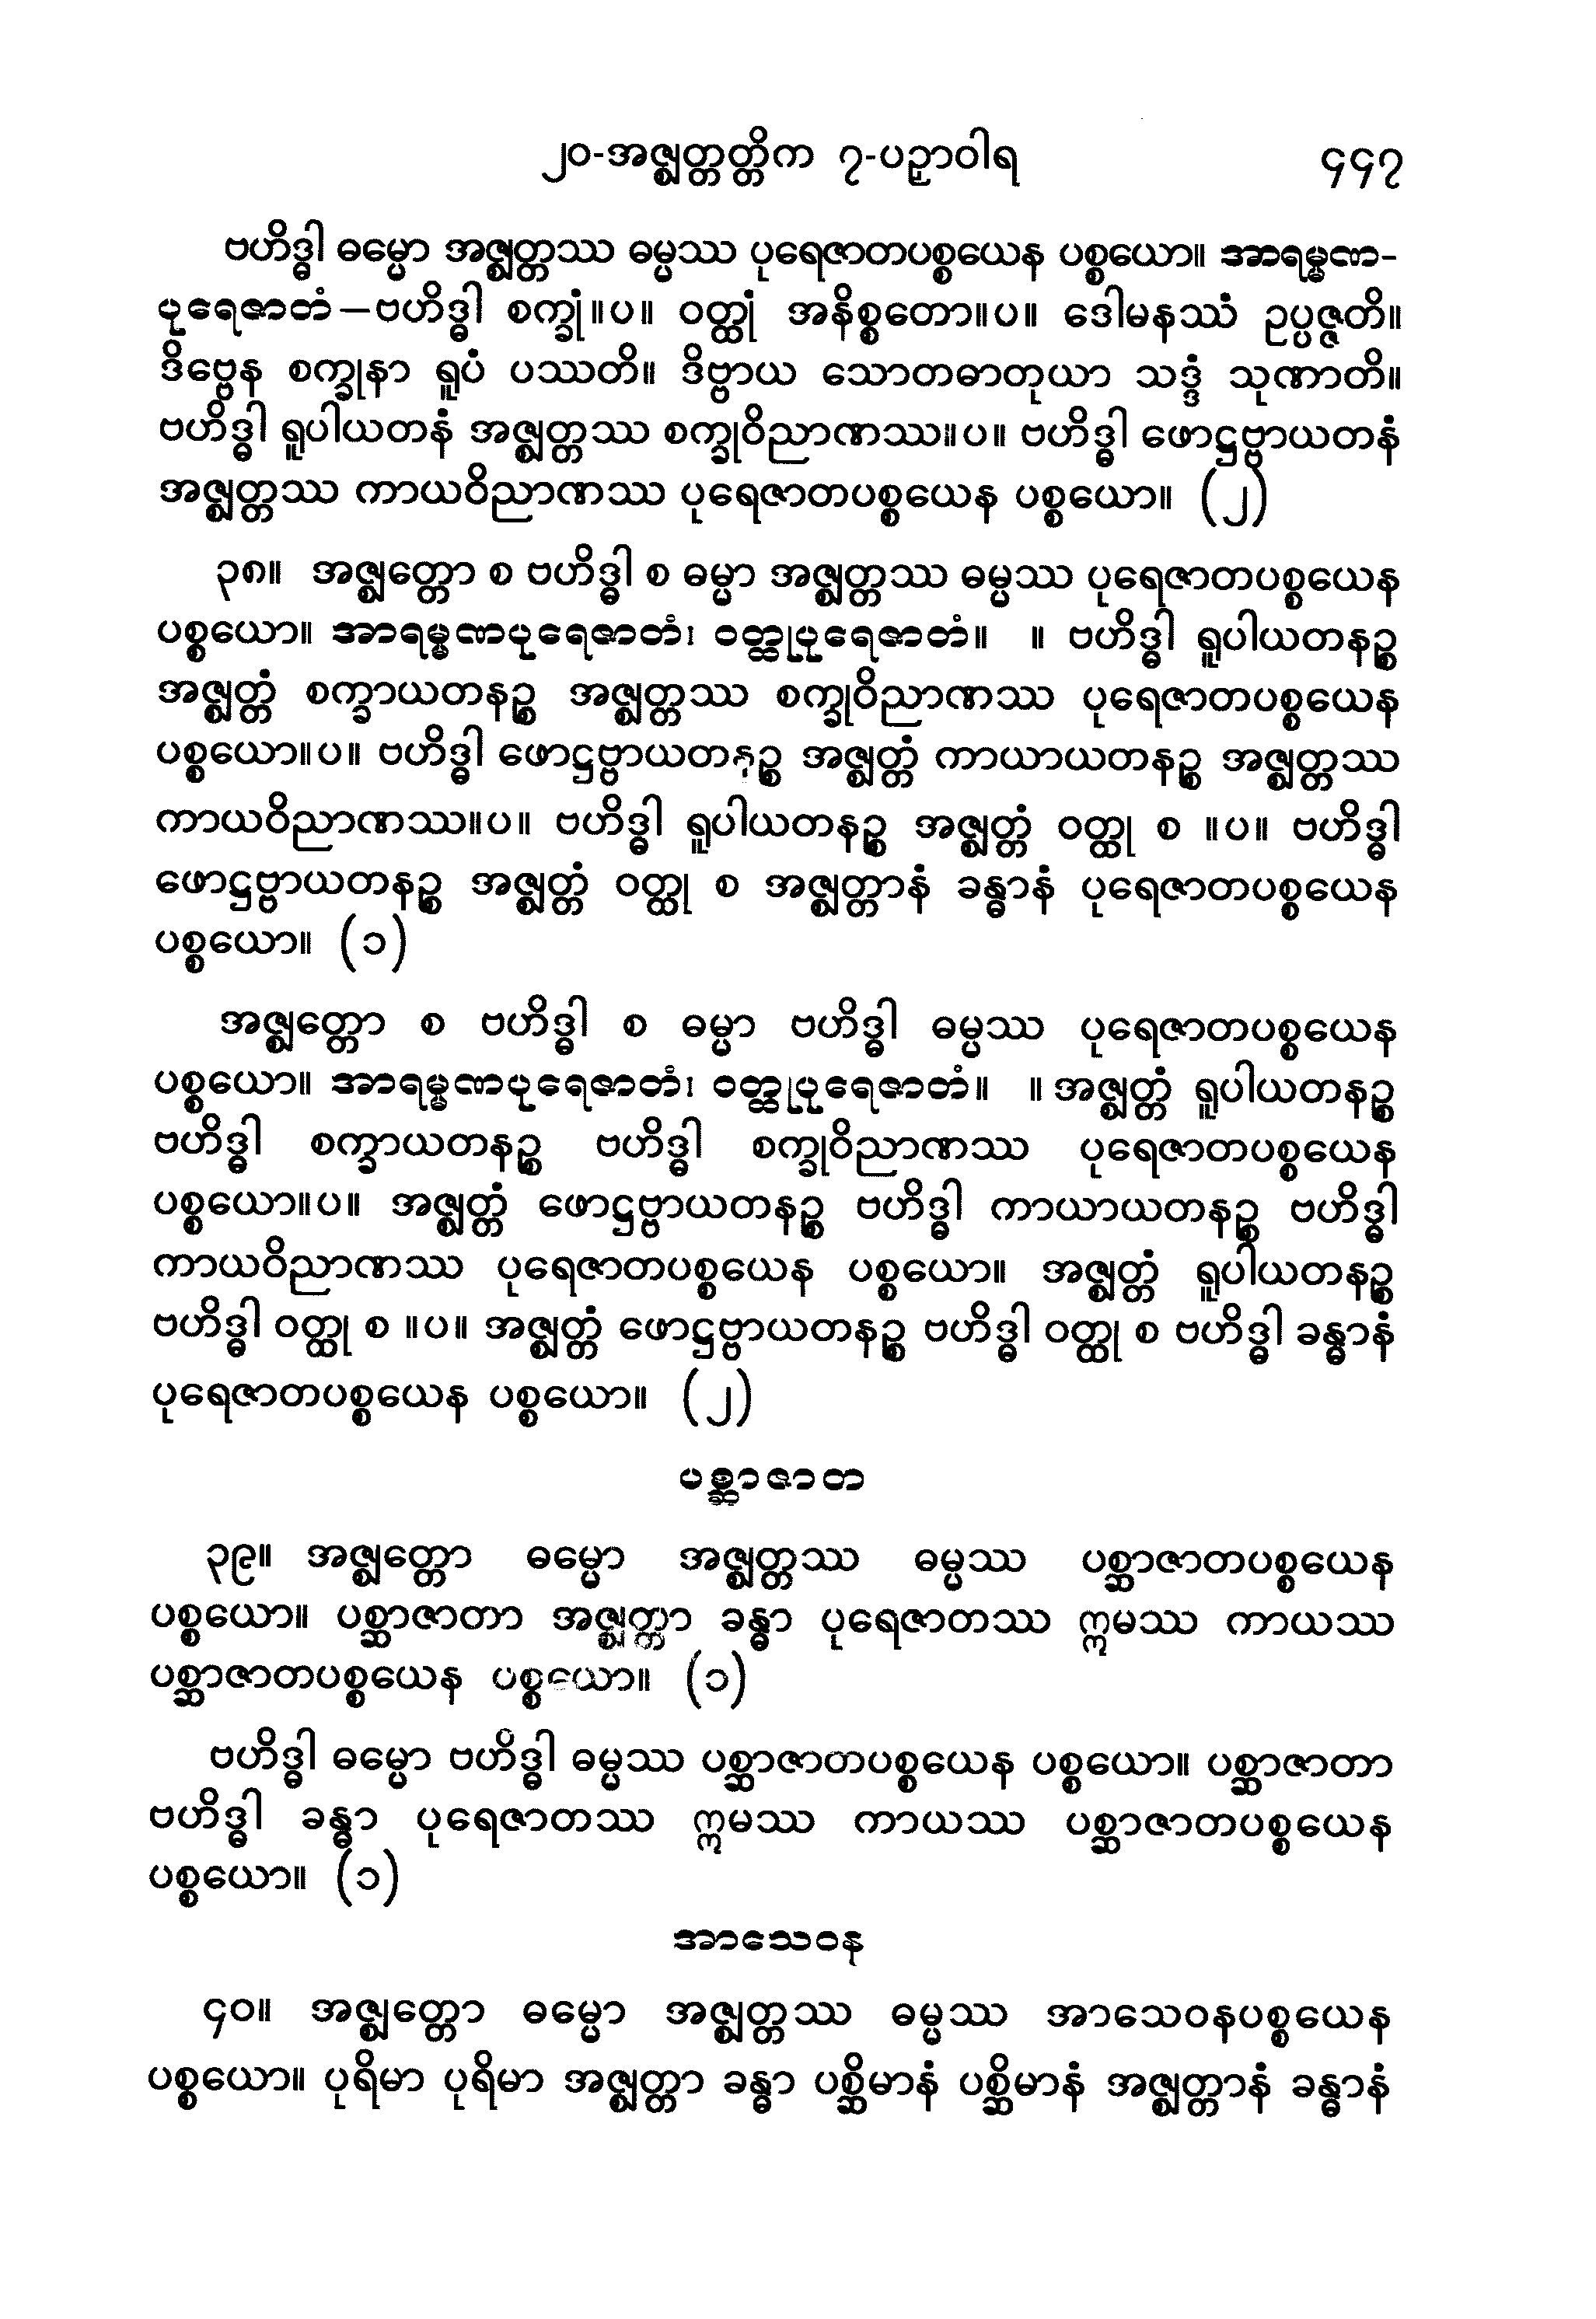 ၂၀-အဇ္ဈတ္တတ္တိက ၇-ပဉှာဝါရ ၄၄၇
ဗဟိဒ္ဓါ ဓမ္မော အဇ္ဈတ္တဿ ဓမ္မဿ ပုရေဇာတပစ္စယေန ပစ္စယော။ အာရမ္မဏ-
ပုရေဇာတံ–ဗဟိဒ္ဓါ စက္ခုံ။ပ။ ဝတ္ထုံ အနိစ္စတော။ပ။ ဒေါမနဿံ ဥပ္ပဇ္ဇတိ။
ဒိဗ္ဗေန စက္ခုနာ ရူပံ ပဿတိ။ ဒိဗ္ဗာယ သောတဓာတုယာ သဒ္ဒံ သုဏာတိ။
ဗဟိဒ္ဓါ ရူပါယတနံ အဇ္ဈတ္တဿ စက္ခုဝိညာဏဿ။ပ။ ဗဟိဒ္ဓါ ဖောဋ္ဌဗ္ဗာယတနံ
အဇ္ဈတ္တဿ ကာယဝိညာဏဿ ပုရေဇာတပစ္စယေန ပစ္စယော။ (၂)
၃၈။ အဇ္ဈတ္တော စ ဗဟိဒ္ဓါ စ ဓမ္မာ အဇ္ဈတ္တဿ ဓမ္မဿ ပုရေဇာတပစ္စယေန
ပစ္စယော။ အာရမ္မဏပုရေဇာတံ၊ ဝတ္ထုပုရေဇာတံ။ ။ ဗဟိဒ္ဓါ ရူပါယတနဉ္စ
အဇ္ဈတ္တံ စက္ခာယတနဉ္စ အဇ္ဈတ္တဿ စက္ခုဝိညာဏဿ ပုရေဇာတပစ္စယေန
ပစ္စယော။ပ။ ဗဟိဒ္ဓါ ဖောဋ္ဌဗ္ဗာယတနဉ္စ အဇ္ဈတ္တံ ကာယာယတနဉ္စ အဇ္ဈတ္တဿ
ကာယဝိညာဏဿ။ပ။ ဗဟိဒ္ဓါ ရူပါယတနဉ္စ အဇ္ဈတ္တံ ဝတ္ထု စ ။ပ။ ဗဟိဒ္ဓါ
ဖောဋ္ဌဗ္ဗာယတနဉ္စ အဇ္ဈတ္တံ ဝတ္ထု စ အဇ္ဈတ္တာနံ ခန္ဓာနံ ပုရေဇာတပစ္စယေန
ပစ္စယော။ (၁)
အဇ္ဈတ္တော စ ဗဟိဒ္ဓါ စ ဓမ္မာ ဗဟိဒ္ဓါ ဓမ္မဿ ပုရေဇာတပစ္စယေန
ပစ္စယော။ အာရမ္မဏပုရေဇာတံ၊ ဝတ္ထုပုရေဇာတံ။ ။ အဇ္ဈတ္တံ ရူပါယတနဉ္စ
ဗဟိဒ္ဓါ စက္ခာယတနဉ္စ ဗဟိဒ္ဓါ စက္ခုဝိညာဏဿ ပုရေဇာတပစ္စယေန
ပစ္စယော။ပ။ အဇ္ဈတ္တံ ဖောဋ္ဌဗ္ဗာယတနဉ္စ ဗဟိဒ္ဓါ ကာယာယတနဉ္စ ဗဟိဒ္ဓါ
ကာယဝိညာဏဿ ပုရေဇာတပစ္စယေန ပစ္စယော။ အဇ္ဈတ္တံ ရူပါယတနဉ္စ
ဗဟိဒ္ဓါ ဝတ္ထု စ ။ပ။ အဇ္ဈတ္တံ ဖောဋ္ဌဗ္ဗာယတနဉ္စ ဗဟိဒ္ဓါ ဝတ္ထု စ ဗဟိဒ္ဓါ ခန္ဓာနံ
ပုရေဇာတပစ္စယေန ပစ္စယော။ (၂)
ပစ္ဆာဇာတ
၃၉။ အဇ္ဈတ္တော ဓမ္မော အဇ္ဈတ္တဿ ဓမ္မဿ ပစ္ဆာဇာတပစ္စယေန
ပစ္စယော။ ပစ္ဆာဇာတာ အဇ္ဈတ္တာ ခန္ဓာ ပုရေဇာတဿ ဣမဿ ကာယဿ
ပစ္ဆာဇာတပစ္စယေန ပစ္စယော။ (၁)
ဗဟိဒ္ဓါ ဓမ္မော ဗဟိဒ္ဓါ ဓမ္မဿ ပစ္ဆာဇာတပစ္စယေန ပစ္စယော။ ပစ္ဆာဇာတာ
ဗဟိဒ္ဓါ ခန္ဓာ ပုရေဇာတဿ ဣမဿ ကာယဿ ပစ္ဆာဇာတပစ္စယေန
ပစ္စယော။ (၁)
အာသေဝန
၄၀။ အဇ္ဈတ္တော ဓမ္မော အဇ္ဈတ္တဿ ဓမ္မဿ အာသေဝနပစ္စယေန
ပစ္စယော။ ပုရိမာ ပုရိမာ အဇ္ဈတ္တာ ခန္ဓာ ပစ္ဆိမာနံ ပစ္ဆိမာနံ အဇ္ဈတ္တာနံ ခန္ဓာနံ